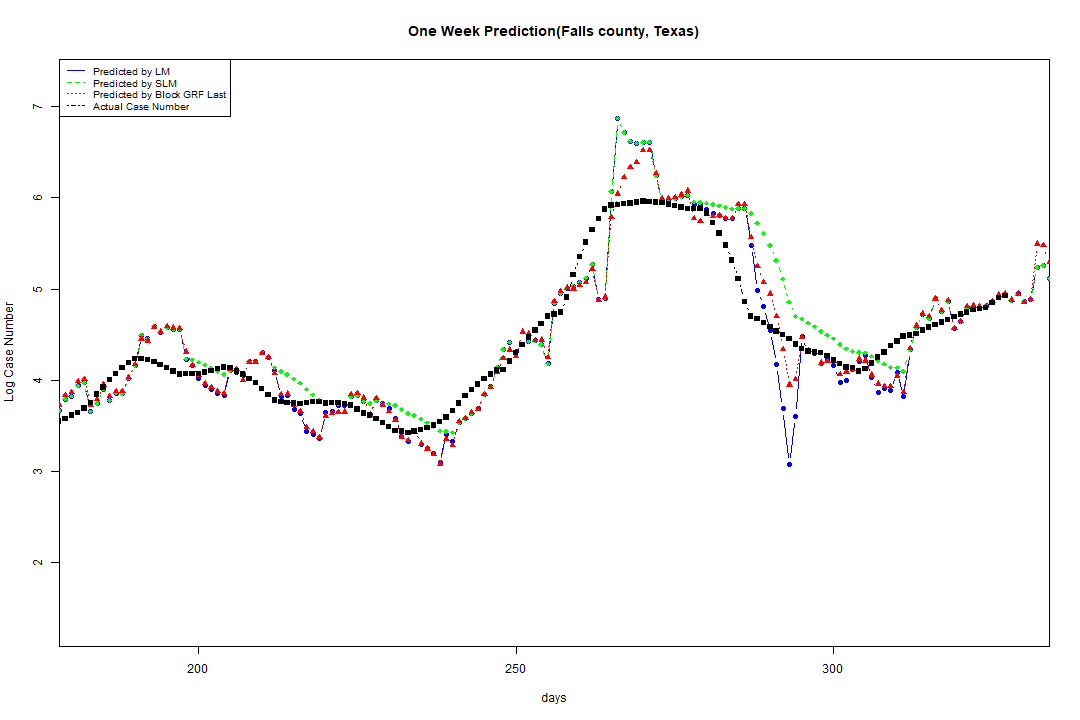 One Week Prediction(Falls county, Texas)
Predicted by LM
Predicted by SLM
Predicted by Block GRF Last
Actual Case Number
7
6
5
4
3
2
Log Case Number
200
250
300
days